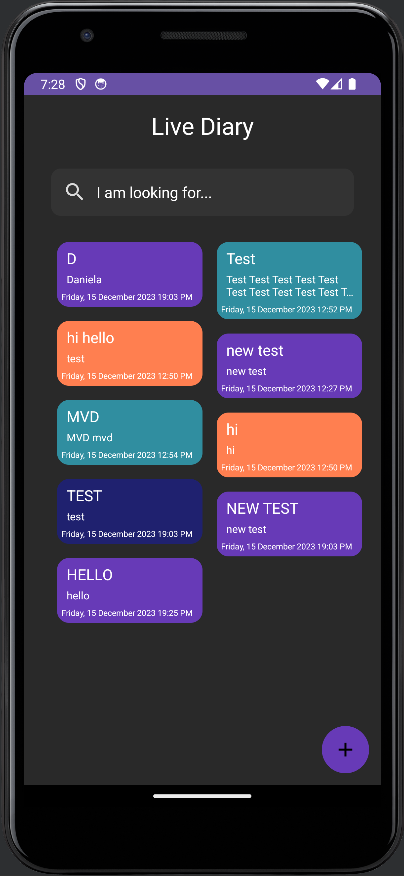 7:28
Live Diary
I am looking for...
D
Daniela
Friday, 15 December 2023 19:03 PM
Test
Test Test Test Test Test
Test Test Test Test Test T...
Friday, 15 December 2023 12:52 PM
hi hello
test
Friday, 15 December 2023 12:50 PM
new test
new test
Friday, 15 December 2023 12:27 PM
MVD
MVD mvd
Friday, 15 December 2023 12:54 PM
hi
hi
Friday, 15 December 2023 12:50 PM
TEST
test
Friday, 15 December 2023 19:03 PM
NEW TEST
new test
Friday, 15 December 2023 19:03 PM
HELLO
hello
Friday, 15 December 2023 19:25 PM